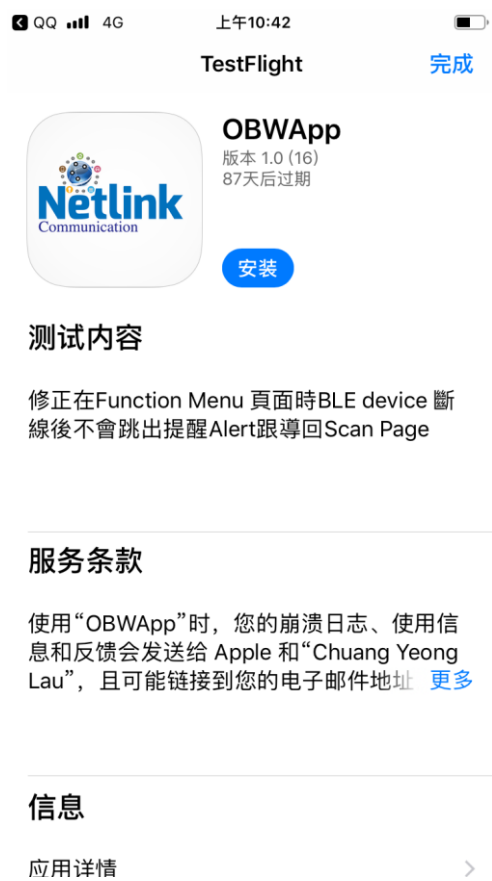 QQ 4G 上午10:42
TestFlight 完成
OBWApp
版本 1.0 (16)
87天后过期
Netlink
Communication
安装
测试内容
修正在Function Menu 頁面時BLE device 斷
線後不會跳出提醒Alert跟導回Scan Page
服务条款
使用“OBWApp”时，您的崩溃日志、使用信
息和反馈会发送给 Apple 和“Chuang Yeong
Lau”，且可能链接到您的电子邮件地址 更多
信息
应用详情